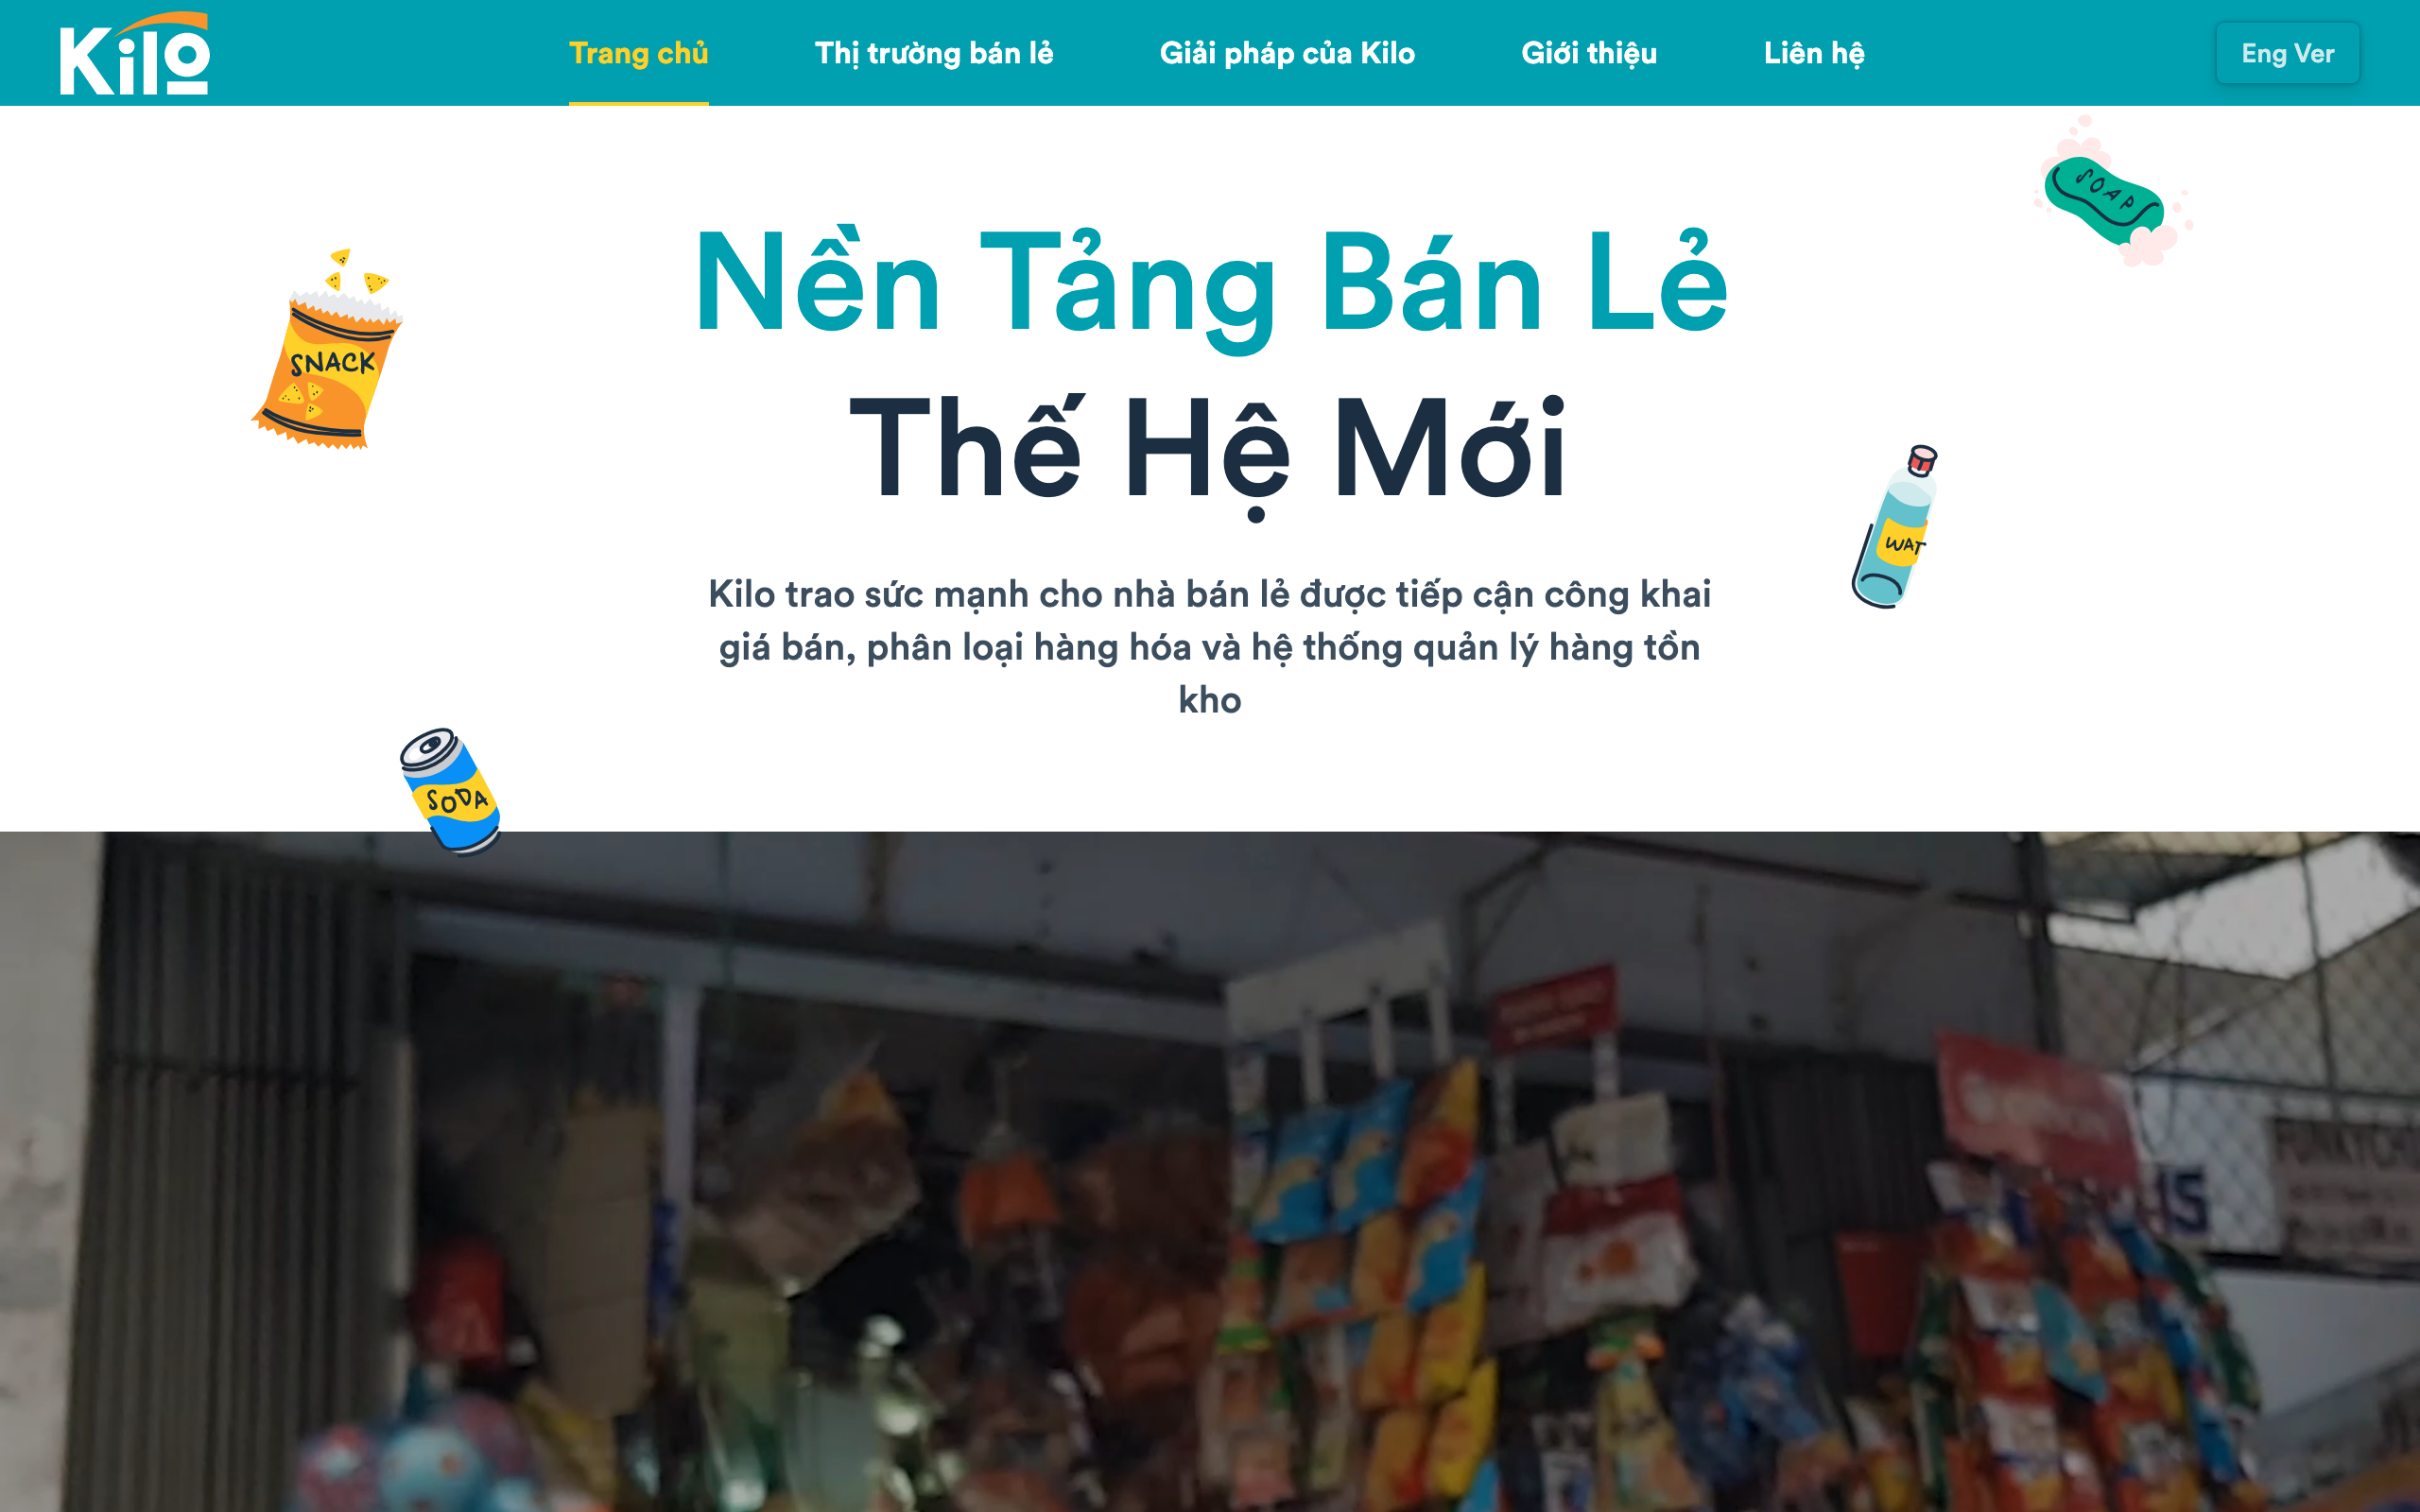 Kilo
Trang chủ
Thị trường bán lẻ
Giải pháp của Kilo
Giới thiệu
Liên hệ
Eng Ver
SOAP
Nền Tảng Bán Lẻ
SNACK
Thế Hệ Mới
WAT
Kilo trao sức mạnh cho nhà bán lẻ được tiếp cận công khai
giá bán, phân loại hàng hóa và hệ thống quản lý hàng tồn
kho
SODA